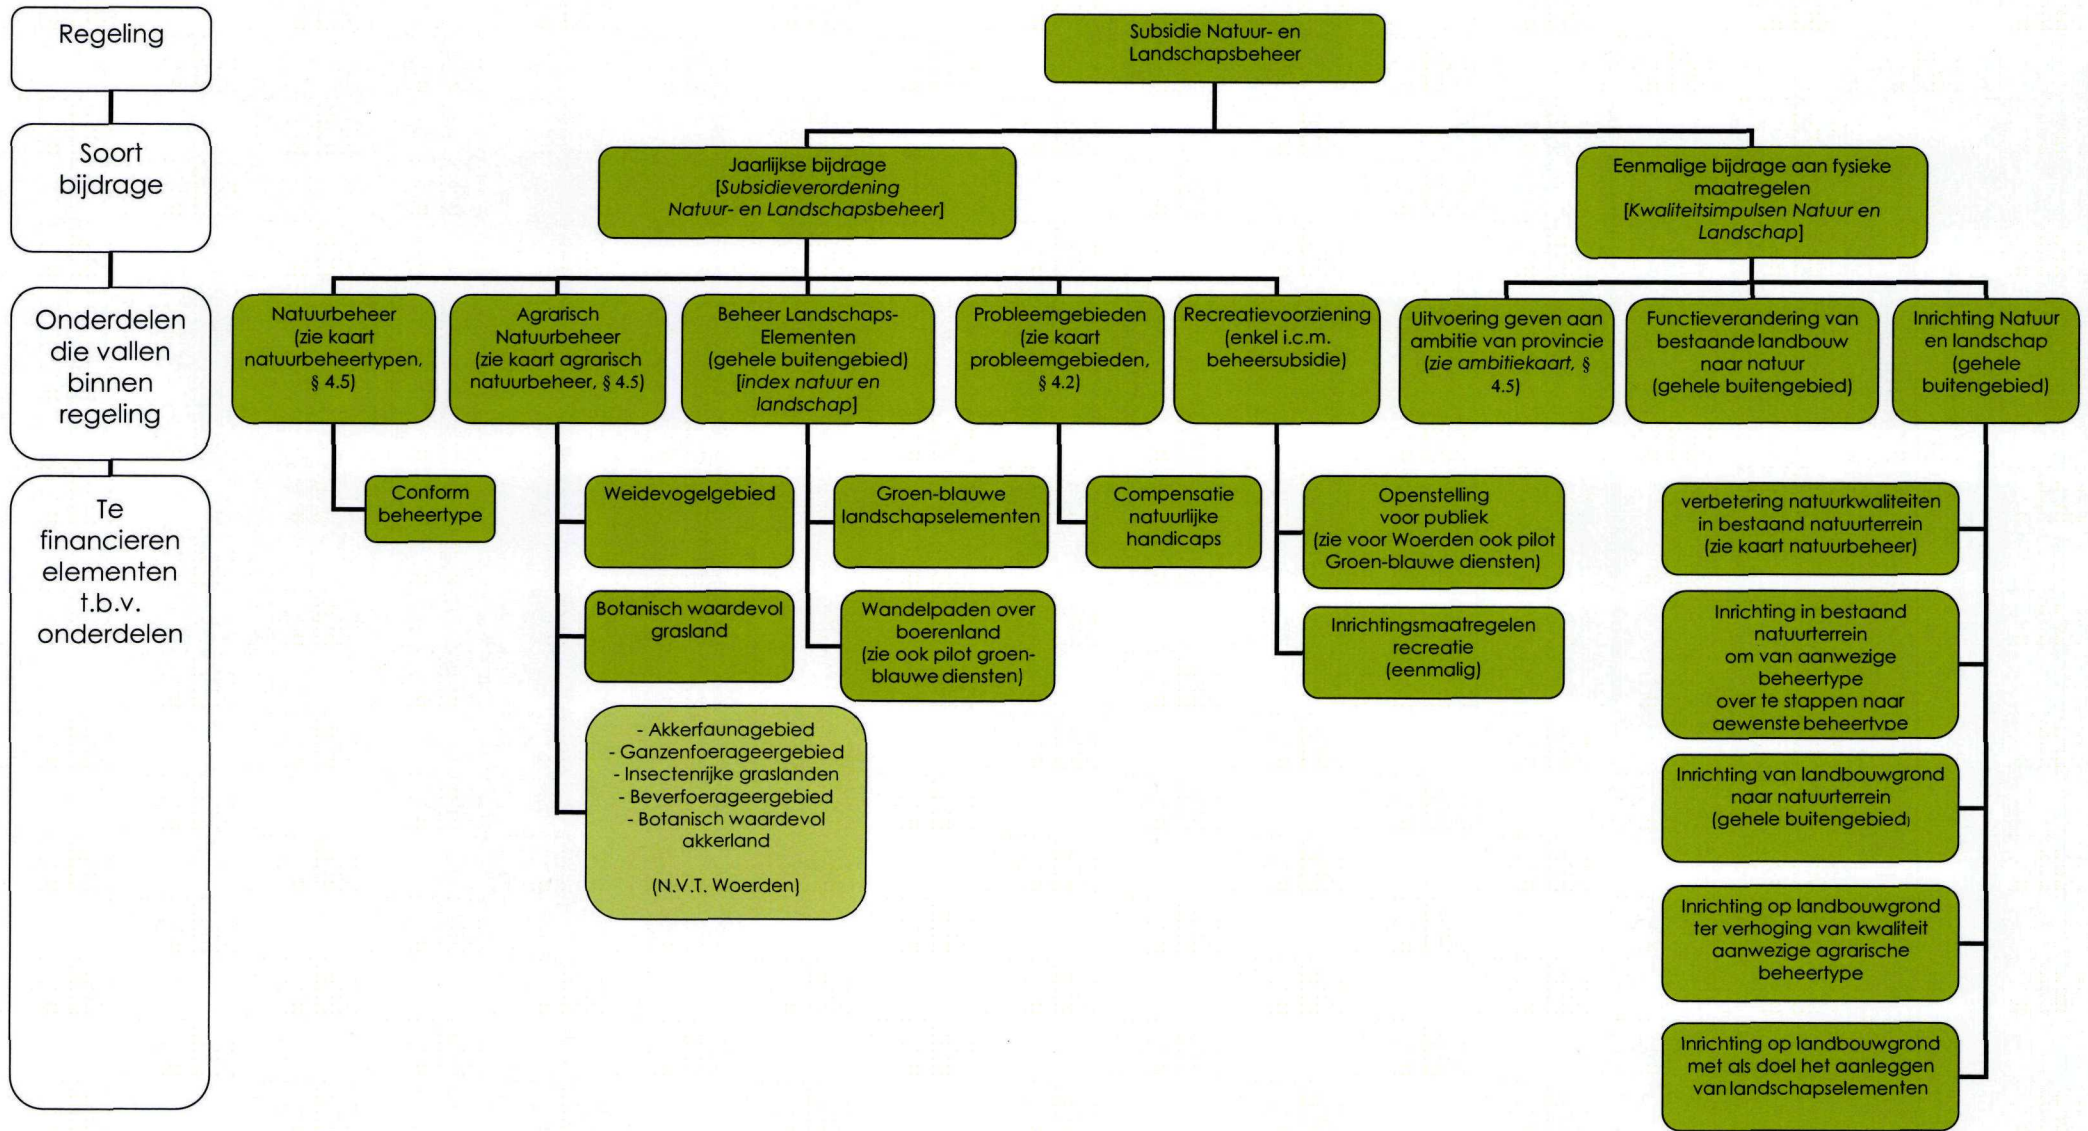 Regeling
Soort
bijdrage
Onderdelen
die vallen
binnen
regeling
Te
financieren
elementen
t.b.v.
onderdelen
Subsidie Natuur- en
Landschapsbeheer
Jaarlijkse bijdrage
[Subsidieverordening
Natuur- en Landschapsbeheer]
Eenmalige bijdrage aan fysieke
maatregelen
[Kwaliteitsimpulsen Natuur en
Landschap]
Natuurbeheer
(zie kaart
natuurbeheertypen,
§ 4.5)
Agrarisch
Natuurbeheer
(zie kaart agrarisch
natuurbeheer, § 4.5)
Beheer Landschaps-
Elementen
(gehele buitengebied)
[index natuur en
landschap]
Probleemgebieden
(zie kaart
probleemgebieden,
§ 4.2)
Recreatievoorziening
(enkel i.c.m.
beheersubsidie)
Uitvoering geven aan
ambitie van provincie
(zie ambitiekaart, §
4.5)
Functieverandering van
bestaande landbouw
naar natuur
(gehele buitengebied)
Inrichting Natuur
en landschap
(gehele
buitengebied)
Conform
beheertype
Weidevogelgebied
Botanisch waardevol
grasland
- Akkerfaunagebied
- Ganzenfoerageergebied
- Insectenrijke graslanden
- Beverfoerageergebied
- Botanisch waardevol
akkerland
(N.V.T. Woerden)
Groen-blauwe
landschapselementen
Wandelpaden over
boerenland
(zie ook pilot groen-
blauwe diensten)
Compensatie
natuurlijke
handicaps
Openstelling
voor publiek
(zie voor Woerden ook pilot
Groen-blauwe diensten)
Inrichtingsmaatregelen
recreatie
(eenmalig)
verbetering natuurkwaliteiten
in bestaand natuurterrein
(zie kaart natuurbeheer)
Inrichting in bestaand
natuurterrein
om van aanwezige
beheertype
over te stappen naar
gewenste beheertype
Inrichting van landbouwgrond
naar natuurterrein
(gehele buitengebied)
Inrichting op landbouwgrond
ter verhoging van kwaliteit
aanwezige agrarische
beheertype
Inrichting op landbouwgrond
met als doel het aanleggen
van landschapselementen